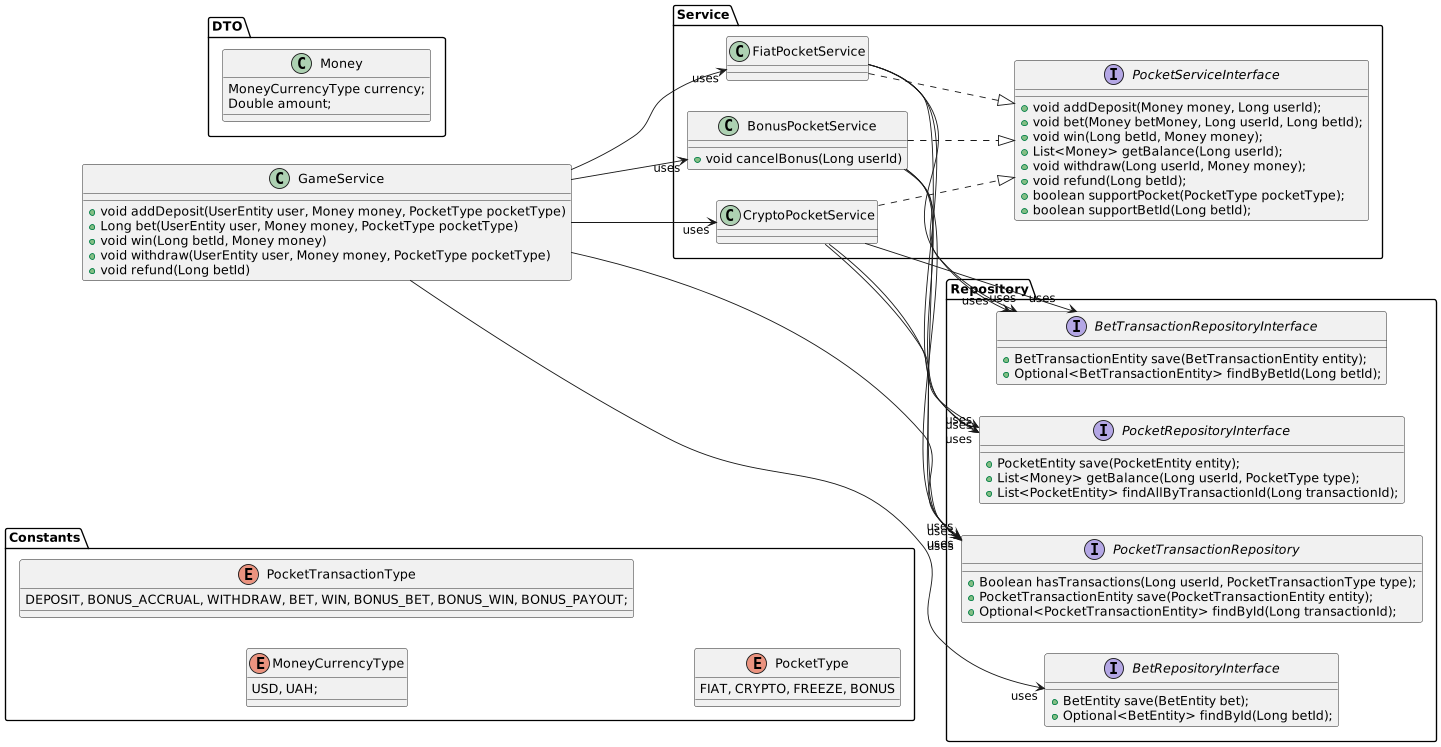 DTO
C Money
MoneyCurrencyType currency;
Double amount;
C GameService
void addDeposit(UserEntity user, Money money, PocketType pocketType)
Long bet(UserEntity user, Money money, PocketType pocketType)
void win(Long betId, Money money)
void withdraw(UserEntity user, Money money, PocketType pocketType)
void refund(Long betId)
Service
C FiatPocketService
uses
C BonusPocketService
void cancelBonus(Long userId)
uses
C CryptoPocketService
uses
I PocketServiceInterface
void addDeposit(Money money, Long userId);
void bet(Money betMoney, Long userId, Long betId);
void win(Long betId, Money money);
List<Money> getBalance(Long userId);
void withdraw(Long userId, Money money);
void refund(Long betId);
boolean supportPocket(PocketType pocketType);
boolean supportBetId(Long betId);
Repository
uses
uses
uses
I BetTransactionRepositoryInterface
BetTransactionEntity save(BetTransactionEntity entity);
Optional<BetTransactionEntity> findByBetId(Long betId);
uses
uses
uses
I PocketRepositoryInterface
PocketEntity save(PocketEntity entity);
List<Money> getBalance(Long userId, PocketType type);
List<PocketEntity> findAllByTransactionId(Long transactionId);
uses
uses
uses
uses
I PocketTransactionRepository
Boolean hasTransactions(Long userId, PocketTransactionType type);
PocketTransactionEntity save(PocketTransactionEntity entity);
Optional<PocketTransactionEntity> findById(Long transactionId);
uses
I BetRepositoryInterface
BetEntity save(BetEntity bet);
Optional<BetEntity> findById(Long betId);
Constants
E PocketTransactionType
DEPOSIT, BONUS_ACCRUAL, WITHDRAW, BET, WIN, BONUS_BET, BONUS_WIN, BONUS_PAYOUT;
E MoneyCurrencyType
USD, UAH;
E PocketType
FIAT, CRYPTO, FREEZE, BONUS